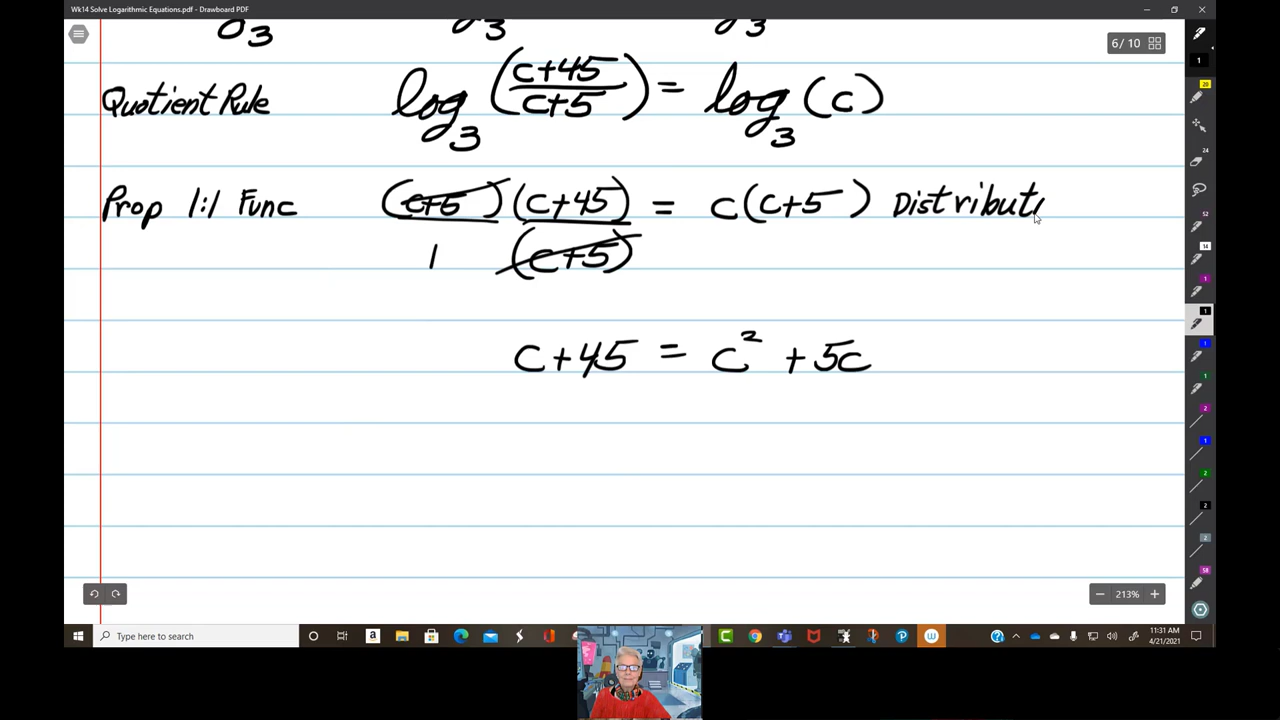 Wk14 Solve Logarithmic Equations.pdf - Drawboard PDF
6 / 10
Quotient Rule log₃ ((c+45)/(c+5)) = log₃ (c)
Prop 1:1 Func (c+5)/1 (c+45)/(c+5) = c(c+5) Distribut
c+45 = c² + 5c
213%
Type here to search
11:31 AM
4/21/2021